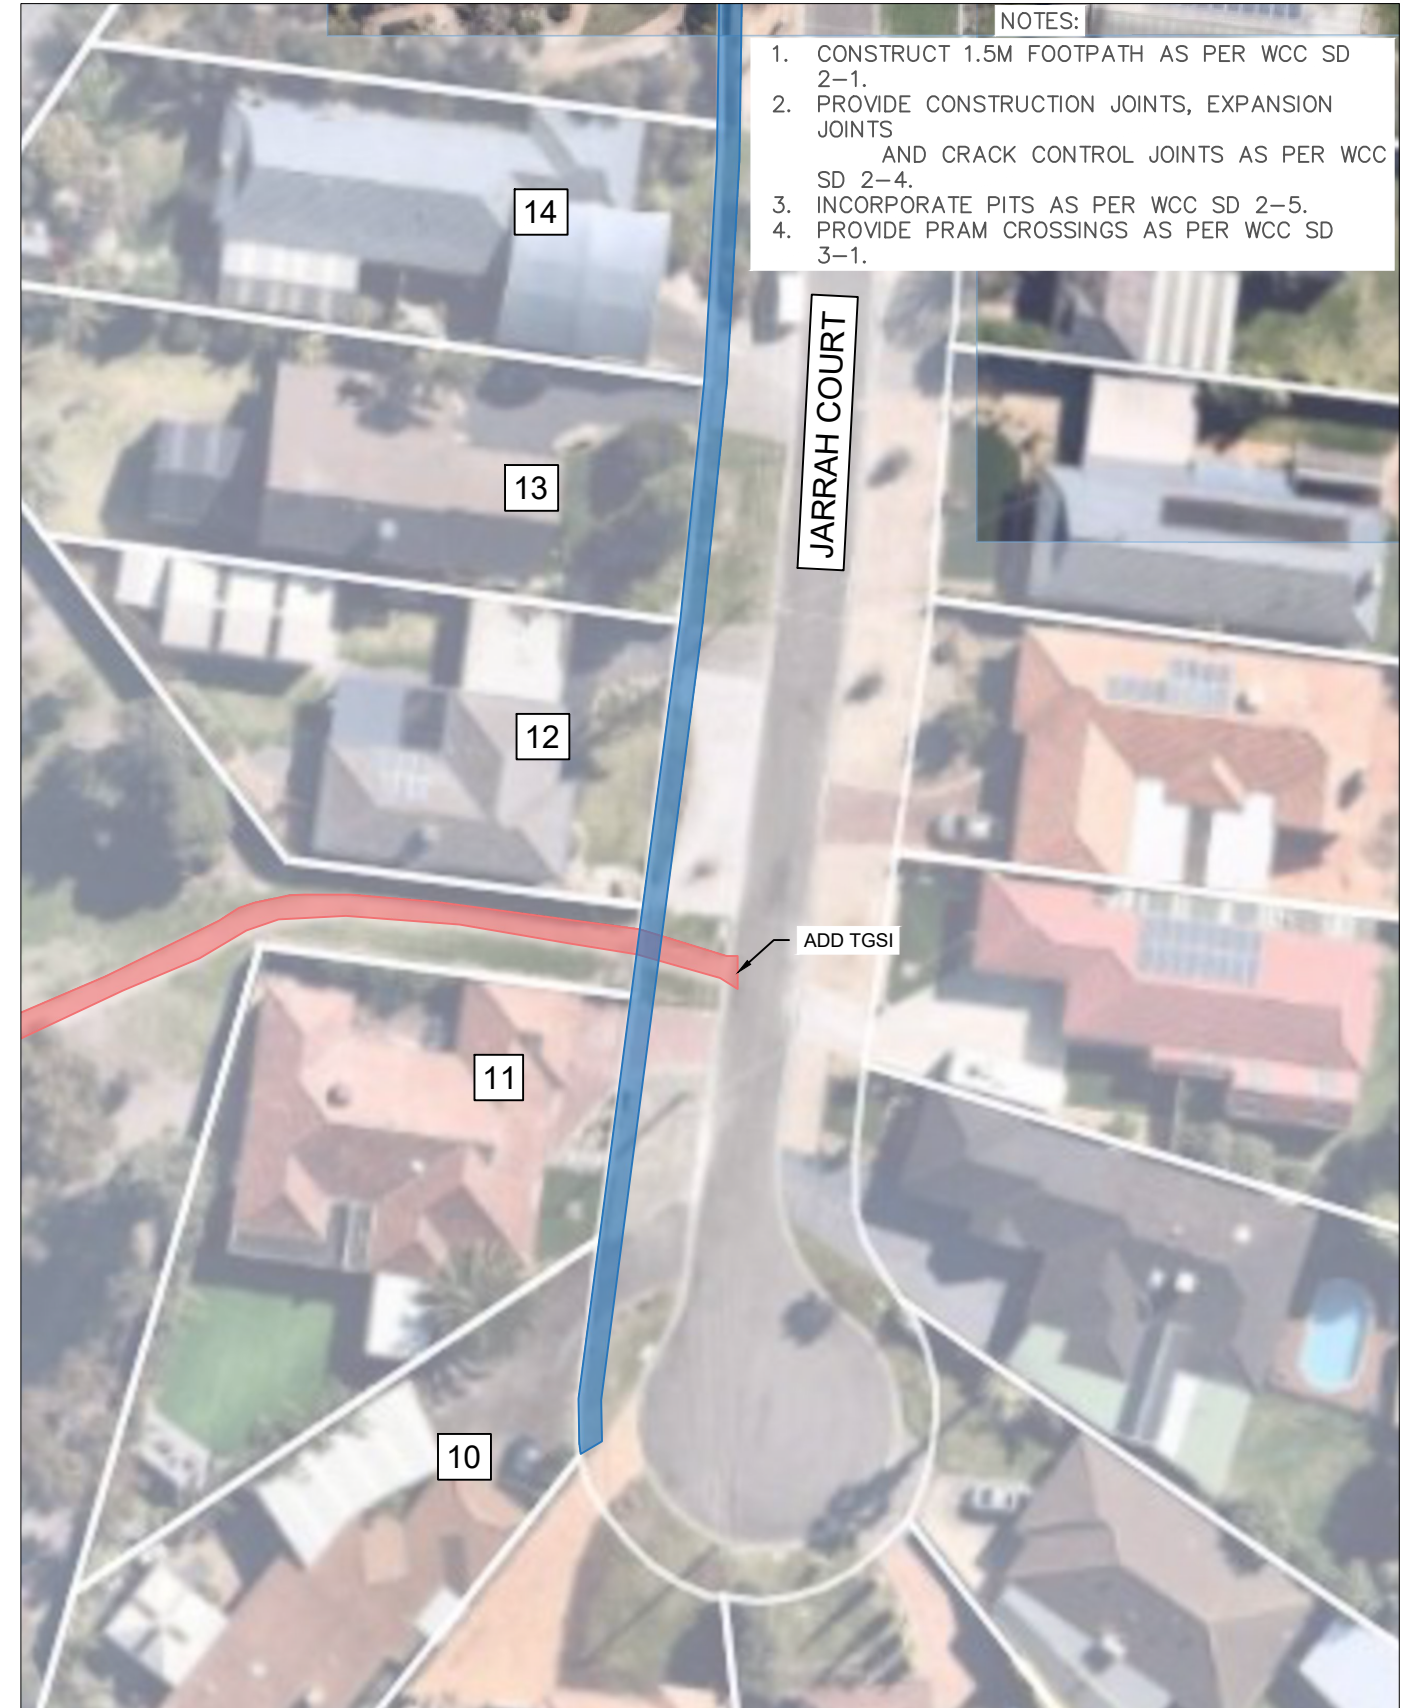 NOTES:
1. CONSTRUCT 1.5M FOOTPATH AS PER WCC SD
2-1.
2. PROVIDE CONSTRUCTION JOINTS, EXPANSION
JOINTS
AND CRACK CONTROL JOINTS AS PER WCC
SD 2-4.
3. INCORPORATE PITS AS PER WCC SD 2-5.
4. PROVIDE PRAM CROSSINGS AS PER WCC SD
3-1.
14
JARRAH COURT
13
12
ADD TGSI
11
10